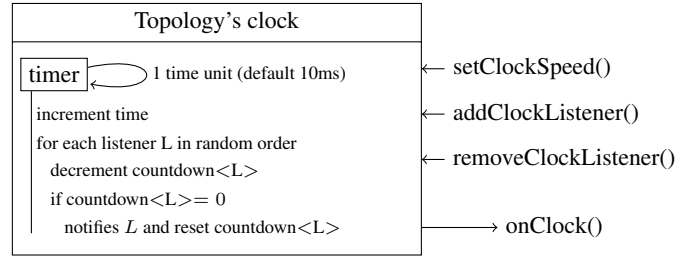 Topology's clock
timer
1 time unit (default 10ms)
increment time
for each listener L in random order
decrement countdown<L>
if countdown<L>= 0
notifies L and reset countdown<L>
setClockSpeed()
addClockListener()
removeClockListener()
onClock()